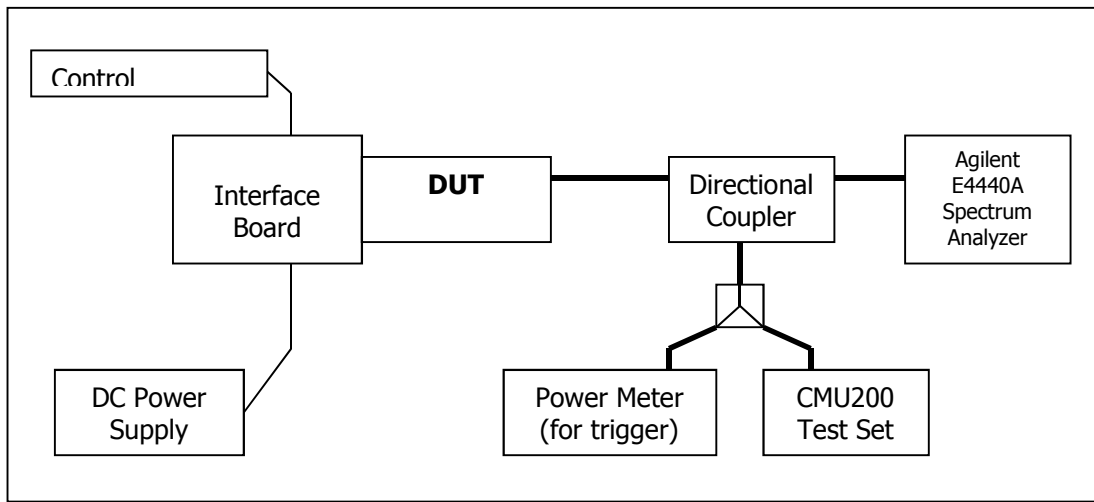 Control
Interface
Board
DUT
Directional
Coupler
Agilent
E4440A
Spectrum
Analyzer
DC Power
Supply
Power Meter
(for trigger)
CMU200
Test Set